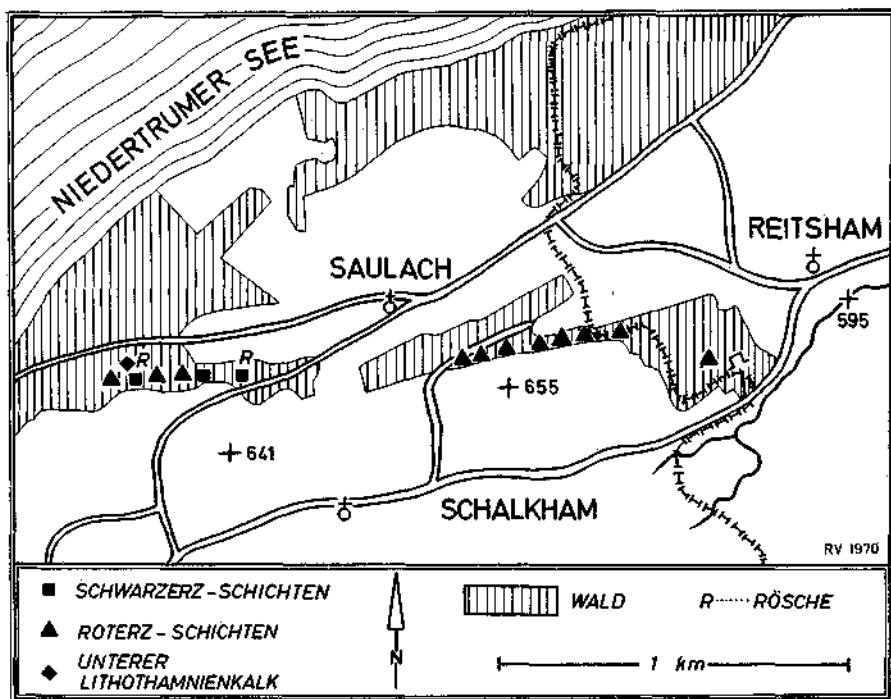 NIEDERTRUMER-SEE
SAULACH
REITSHAM
595
R
R
655
641
SCHALKHAM
RV 1970
SCHWARZERZ-SCHICHTEN
ROTERZ-SCHICHTEN
UNTERER
LITHOTHAMNIENKALK
N
WALD
R······RÖSCHE
1 km